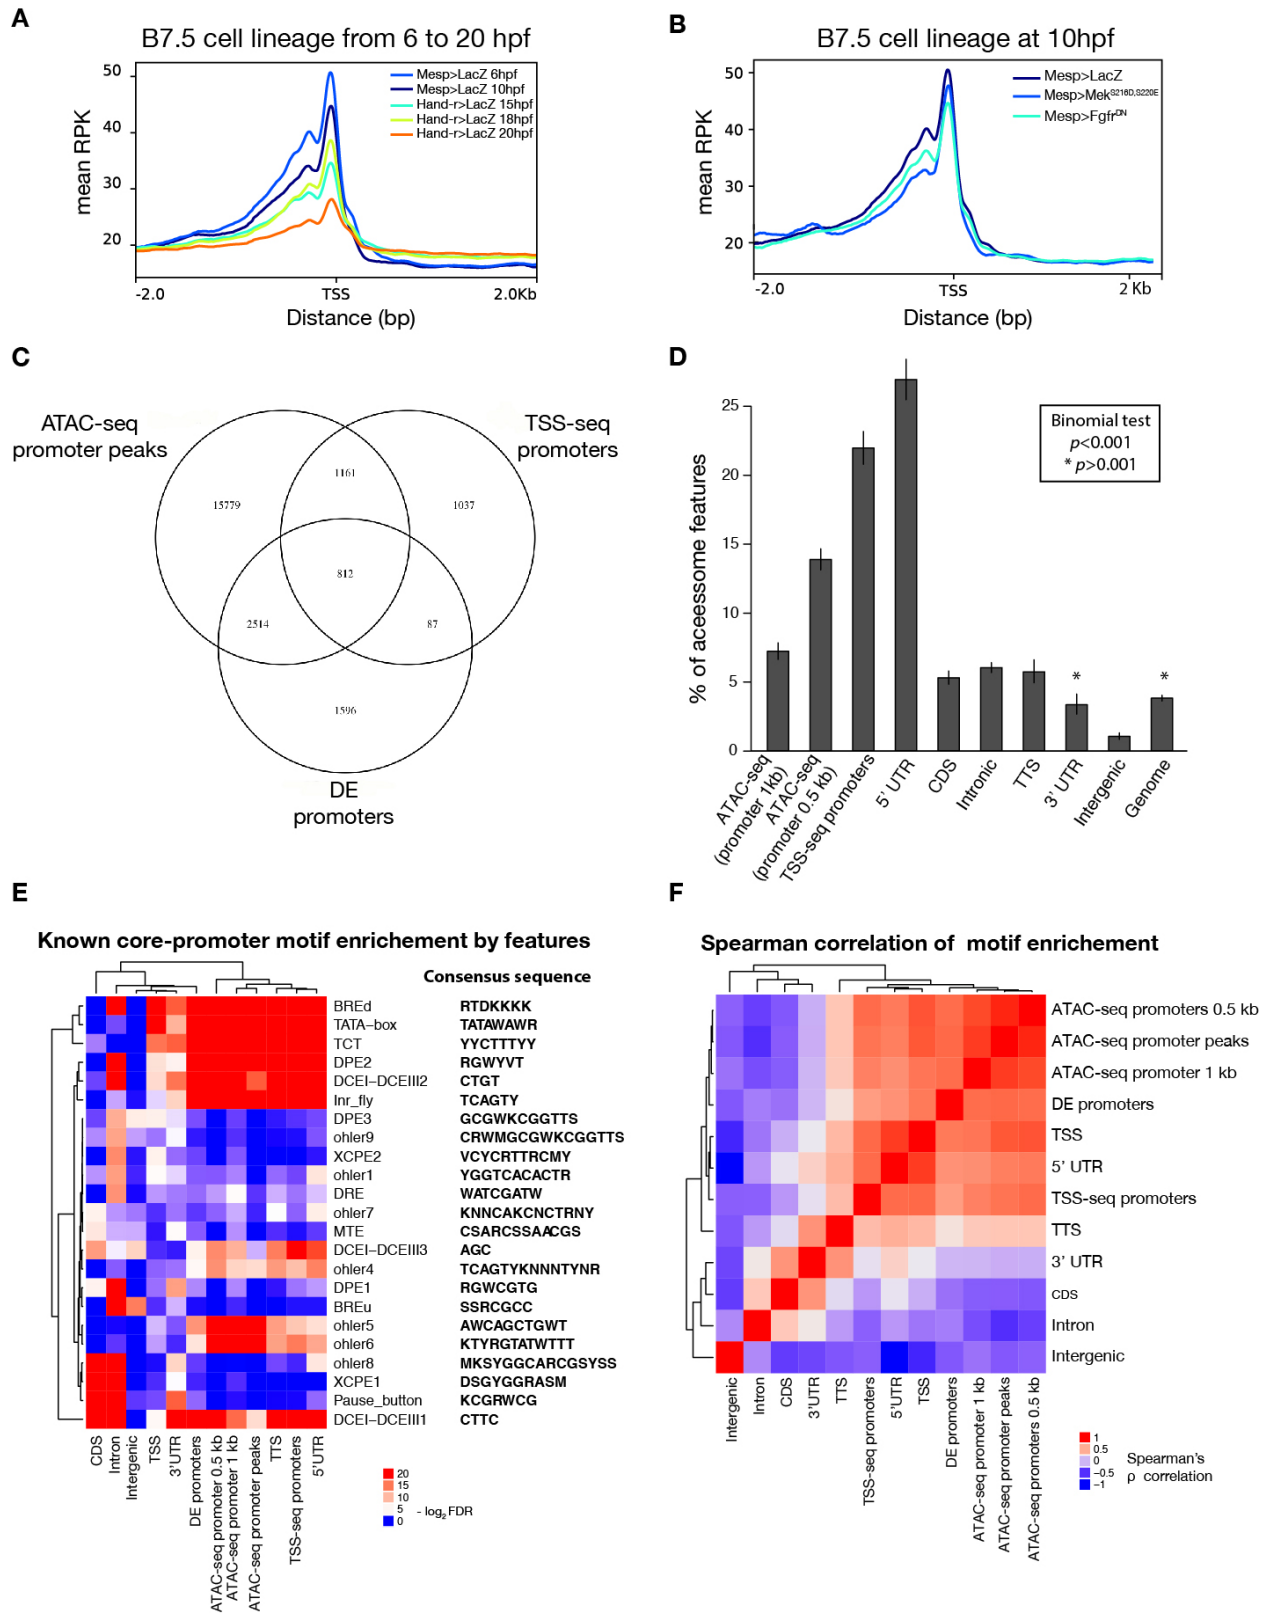 A
B7.5 cell lineage from 6 to 20 hpf
mean RPK
50
40
30
20
Mesp>LacZ 6hpf
Mesp>LacZ 10hpf
Hand-r>LacZ 15hpf
Hand-r>LacZ 18hpf
Hand-r>LacZ 20hpf
-2.0
TSS
2.0Kb
Distance (bp)
B
B7.5 cell lineage at 10hpf
mean RPK
50
40
30
20
Mesp>LacZ
Mesp>MekS216D,S220E
Mesp>FgfrDN
-2.0
TSS
2 Kb
Distance (bp)
C
ATAC-seq
promoter peaks
TSS-seq
promoters
1161
15779
1037
812
2514
87
1596
DE
promoters
D
% of aceessome features
25
20
15
10
5
0
Binomial test
p<0.001
* p>0.001
*
*
ATAC-seq
(promoter 1kb)
ATAC-seq
(promoter 0.5 kb)
TSS-seq promoters
5' UTR
CDS
Intronic
TTS
3' UTR
Intergenic
Genome
E
Known core-promoter motif enrichement by features
Consensus sequence
BREd RTDKKKK
TATA-box TATAWAWR
TCT YYCTTTYY
DPE2 RGWYVT
DCEI-DCEIII2 CTGT
Inr_fly TCAGTY
DPE3 GCGWKCGGTTS
ohler9 CRWMGCGWKCGGTTS
XCPE2 VCYCRTTRCMY
ohler1 YGGTCACACTR
DRE WATCGATW
ohler7 KNNCAKCNCTRNY
MTE CSARCSSAACGS
DCEI-DCEIII3 AGC
ohler4 TCAGTYKNNNTYNR
DPE1 RGWCGTG
BREu SSRCGCC
ohler5 AWCAGCTGWT
ohler6 KTYRGTATWTTT
ohler8 MKSYGGCARCGSYSS
XCPE1 DSGYGGRASM
Pause_button KCGRWCG
DCEI-DCEIII1 CTTC
CDS
Intron
Intergenic
TSS
3'UTR
DE promoters
ATAC-seq promoter 0.5 kb
ATAC-seq promoter 1 kb
ATAC-seq promoter peaks
TTS
TSS-seq promoters
5'UTR
20
15
10
5
0
- log2 FDR
F
Spearman correlation of motif enrichement
ATAC-seq promoters 0.5 kb
ATAC-seq promoter peaks
ATAC-seq promoter 1 kb
DE promoters
TSS
5' UTR
TSS-seq promoters
TTS
3' UTR
CDS
Intron
Intergenic
Intergenic
Intron
CDS
3'UTR
TTS
TSS-seq promoters
5'UTR
TSS
DE promoters
ATAC-seq promoter 1 kb
ATAC-seq promoter peaks
ATAC-seq promoters 0.5 kb
1
0.5
0
-0.5
-1
Spearman's
ρ correlation